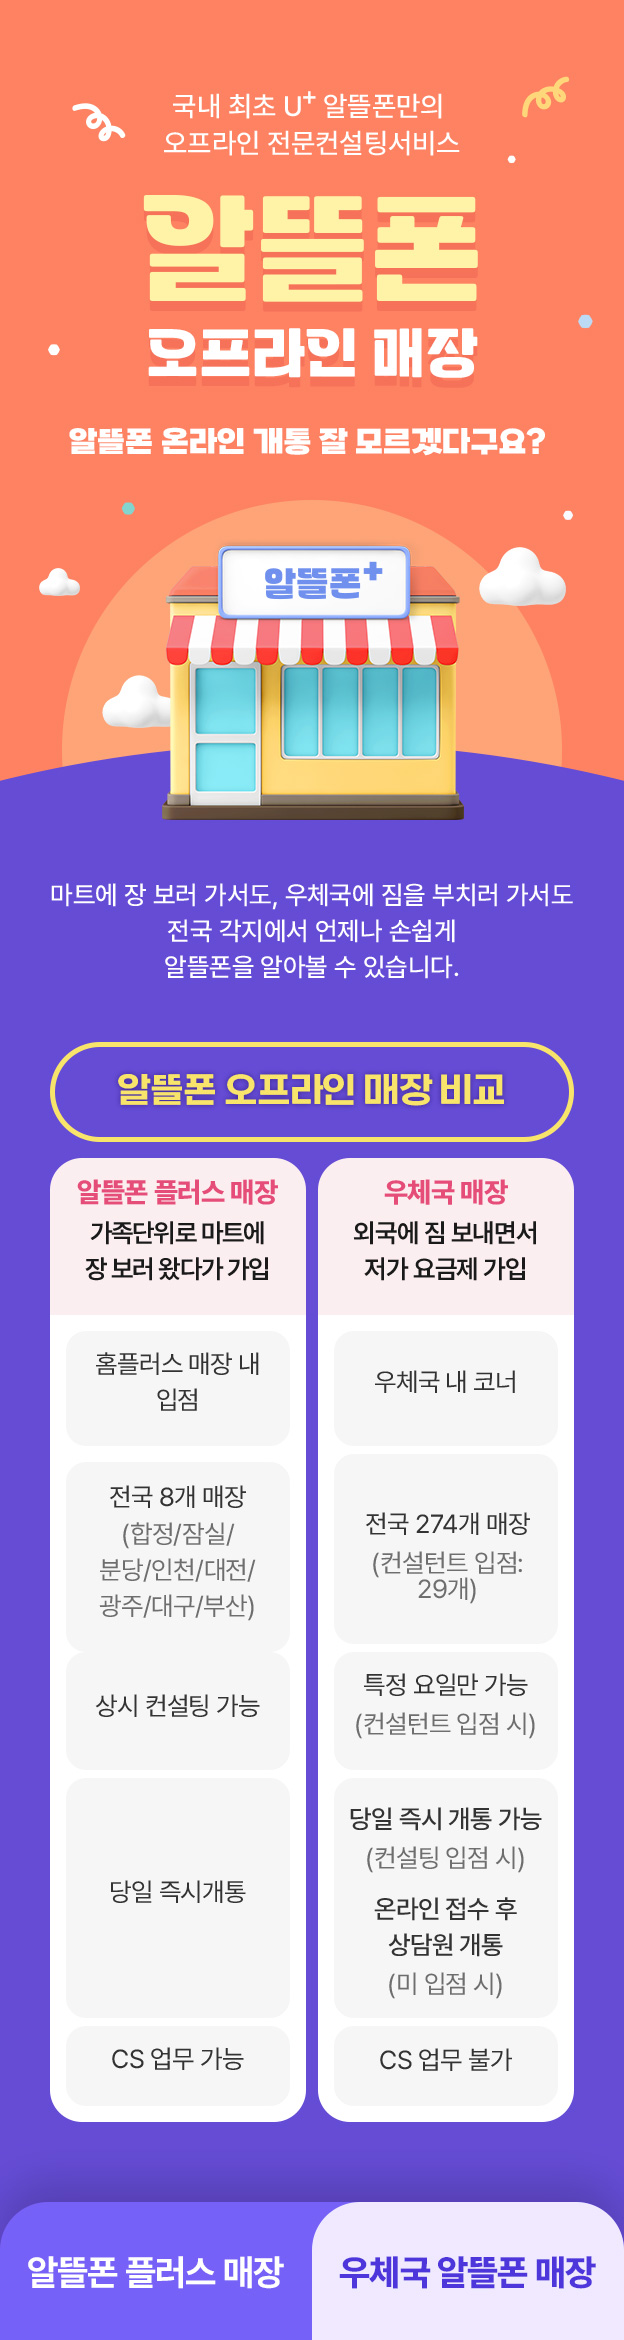 국내 최초 U⁺ 알뜰폰만의
오프라인 전문컨설팅서비스
알뜰폰
오프라인 매장
알뜰폰 온라인 개통 잘 모르겠다구요?
알뜰폰⁺
마트에 장 보러 가서도, 우체국에 짐을 부치러 가서도
전국 각지에서 언제나 손쉽게
알뜰폰을 알아볼 수 있습니다.
알뜰폰 오프라인 매장 비교
알뜰폰 플러스 매장
가족단위로 마트에
장 보러 왔다가 가입
우체국 매장
외국에 짐 보내면서
저가 요금제 가입
홈플러스 매장 내
입점
우체국 내 코너
전국 8개 매장
(합정/잠실/
분당/인천/대전/
광주/대구/부산)
전국 274개 매장
(컨설턴트 입점:
29개)
상시 컨설팅 가능
특정 요일만 가능
(컨설턴트 입점 시)
당일 즉시개통
당일 즉시 개통 가능
(컨설팅 입점 시)
온라인 접수 후
상담원 개통
(미 입점 시)
CS 업무 가능
CS 업무 불가
알뜰폰 플러스 매장
우체국 알뜰폰 매장